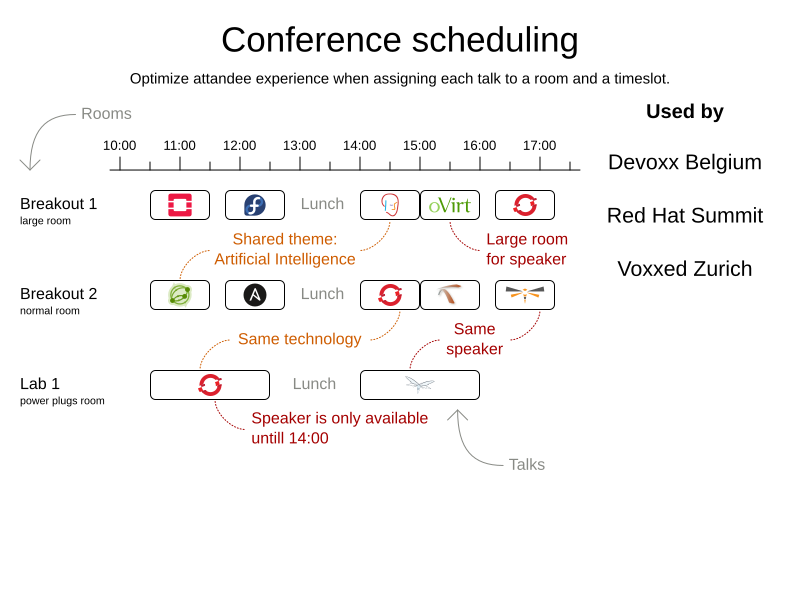 Conference scheduling
Optimize attandee experience when assigning each talk to a room and a timeslot.
Rooms
Used by
10:00 11:00 12:00 13:00 14:00 15:00 16:00 17:00
Devoxx Belgium
Red Hat Summit
Voxxed Zurich
Breakout 1
large room
Lunch
oVirt
Shared theme:
Artificial Intelligence
Large room
for speaker
Breakout 2
normal room
A
Lunch
Same technology
Same
speaker
Lab 1
power plugs room
Lunch
Speaker is only available
untill 14:00
Talks